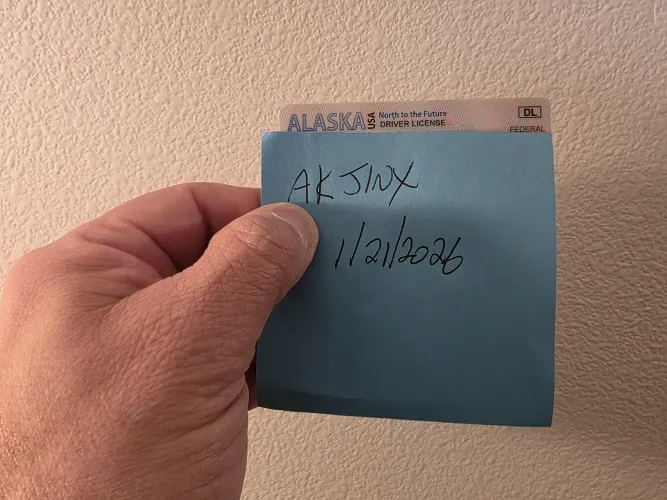 ALASKA USA North to the Future DL
DRIVER LICENSE FEDERAL
AK JINX
1/21/2026